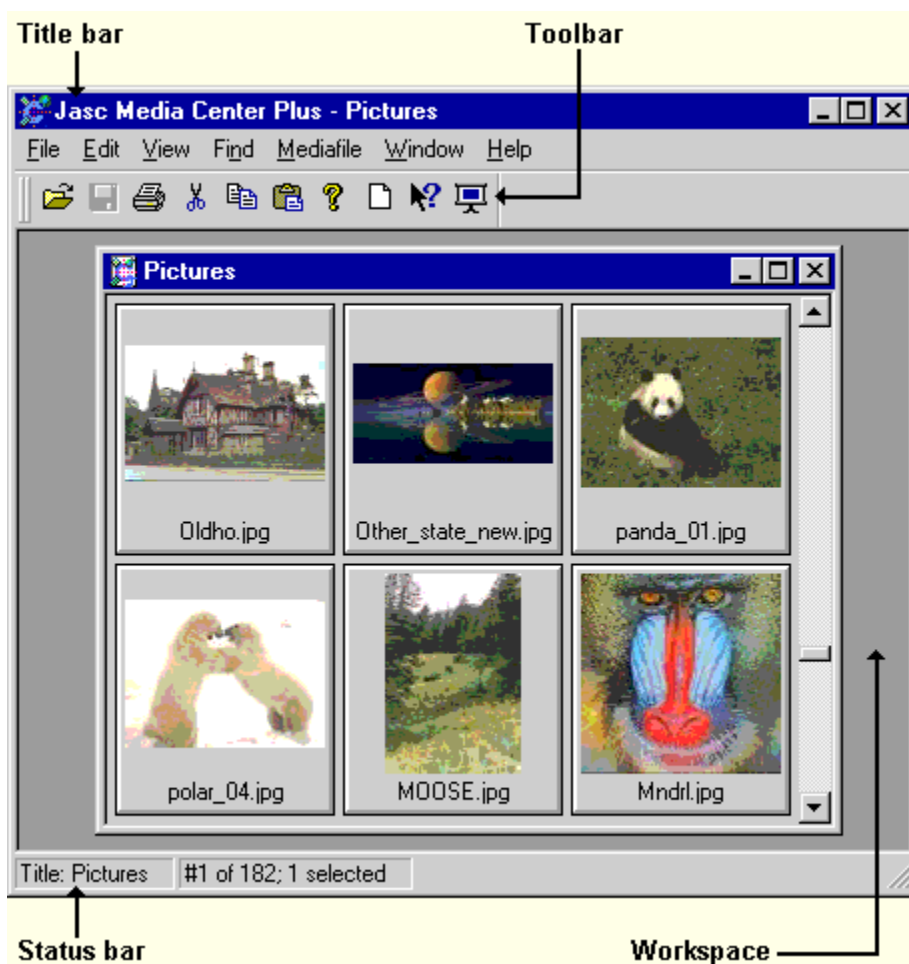 Title bar Toolbar
Jasc Media Center Plus - Pictures
File Edit View Find Mediafile Window Help
Pictures
Oldho.jpg Other_state_new.jpg panda_01.jpg
polar_04.jpg MOOSE.jpg Mndrl.jpg
Title: Pictures #1 of 182; 1 selected
Status bar Workspace